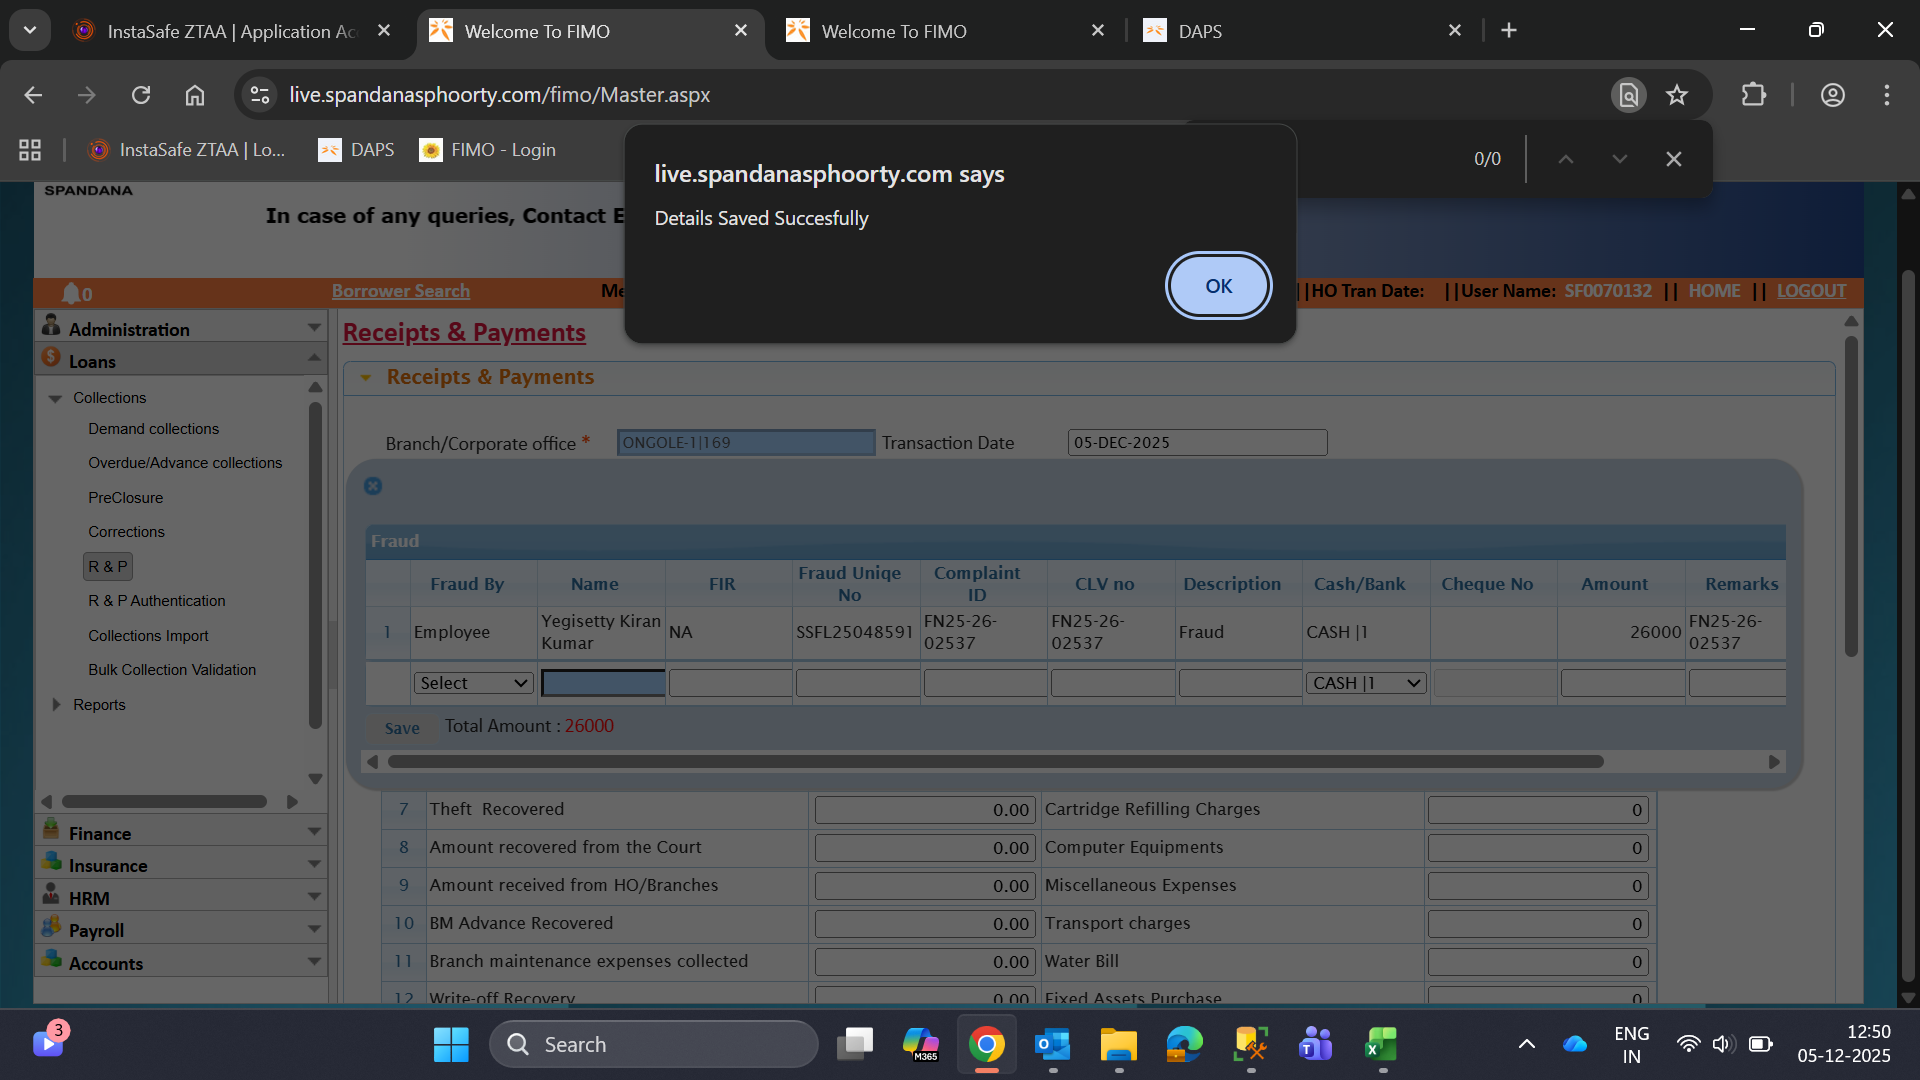 InstaSafe ZTAA | Application Acc
Welcome To FIMO
Welcome To FIMO
DAPS
live.spandanasphoorty.com/fimo/Master.aspx
InstaSafe ZTAA | Lo...
DAPS
FIMO - Login
0/0
live.spandanasphoorty.com says
Details Saved Succesfully
OK
SPANDANA
In case of any queries, Contact
0
Borrower Search
||HO Tran Date: ||User Name: SF0070132 || HOME || LOGOUT
Administration
Loans
Collections
Demand collections
Overdue/Advance collections
PreClosure
Corrections
R & P
R & P Authentication
Collections Import
Bulk Collection Validation
Reports
Finance
Insurance
HRM
Payroll
Accounts
Receipts & Payments
Receipts & Payments
Branch/Corporate office * ONGOLE-1|169 Transaction Date 05-DEC-2025
Fraud
Fraud By Name FIR Fraud Uniqe No Complaint ID CLV no Description Cash/Bank Cheque No Amount Remarks
1 Employee Yegisetty Kiran Kumar NA SSFL25048591 FN25-26-02537 FN25-26-02537 Fraud CASH |1 26000 FN25-26-02537
Select CASH |1
Save Total Amount : 26000
7 Theft Recovered 0.00 Cartridge Refilling Charges 0
8 Amount recovered from the Court 0.00 Computer Equipments 0
9 Amount received from HO/Branches 0.00 Miscellaneous Expenses 0
10 BM Advance Recovered 0.00 Transport charges 0
11 Branch maintenance expenses collected 0.00 Water Bill 0
12 Write-off Recovery 0.00 Fixed Assets Purchase 0
3
Search
M365
ENG
IN
12:50
05-12-2025